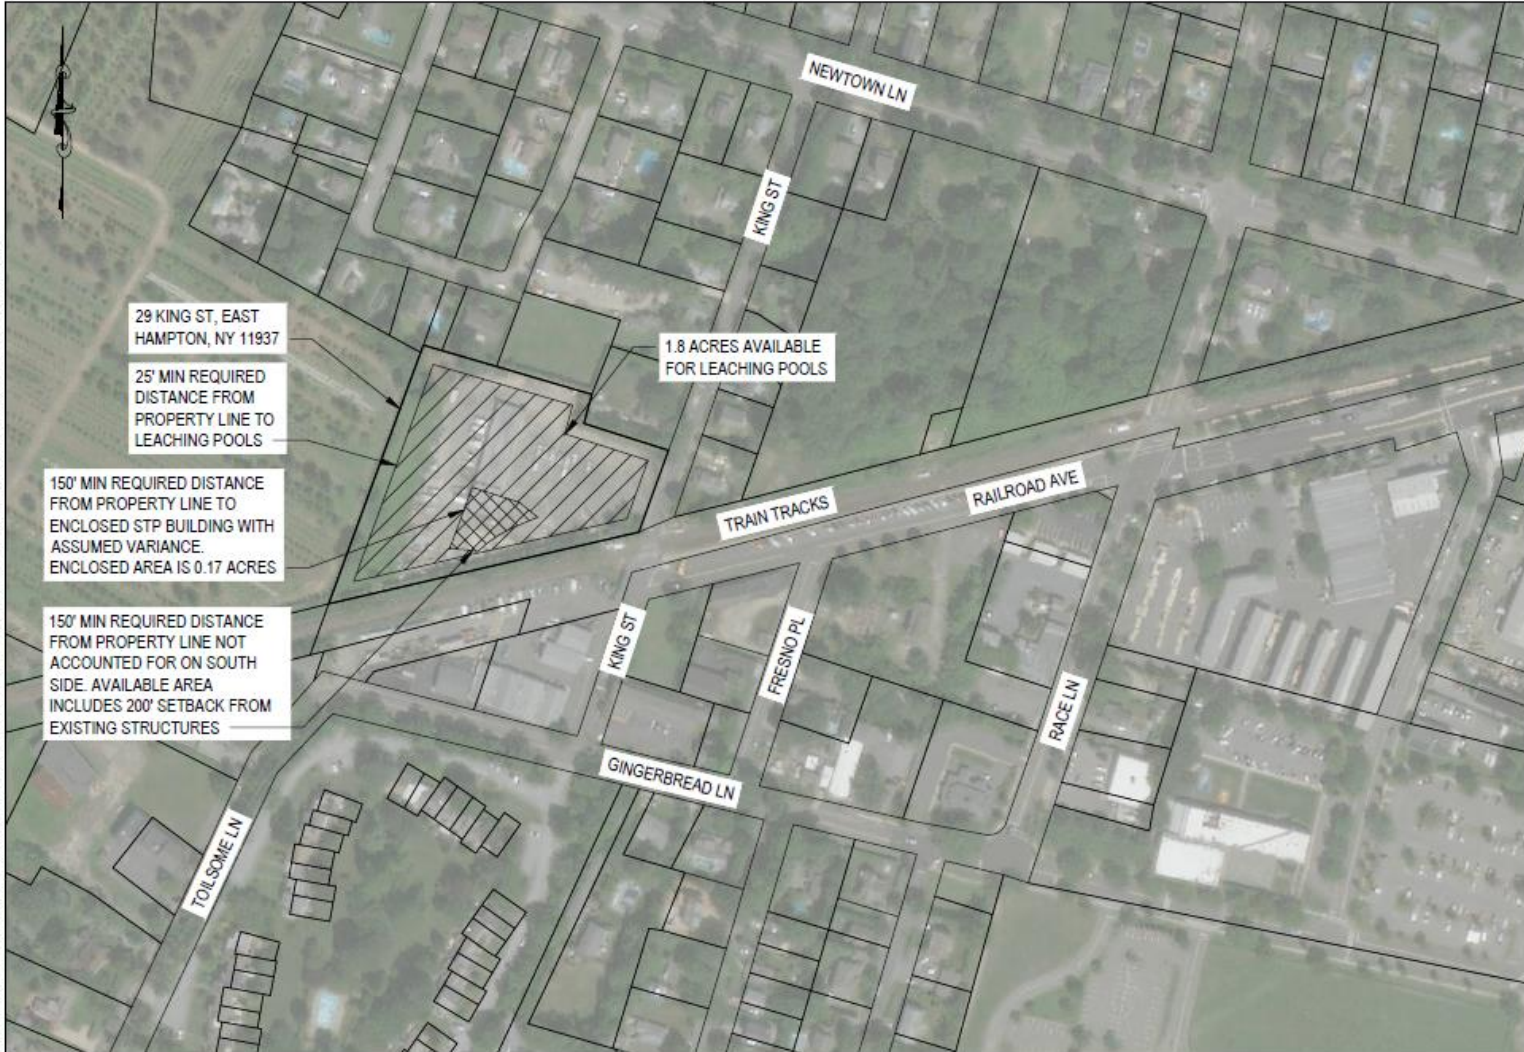 NEWTOWN LN
KING ST
29 KING ST, EAST
HAMPTON, NY 11937
1.8 ACRES AVAILABLE
FOR LEACHING POOLS
25' MIN REQUIRED
DISTANCE FROM
PROPERTY LINE TO
LEACHING POOLS
150' MIN REQUIRED DISTANCE
FROM PROPERTY LINE TO
ENCLOSED STP BUILDING WITH
ASSUMED VARIANCE.
ENCLOSED AREA IS 0.17 ACRES
TRAIN TRACKS
RAILROAD AVE
150' MIN REQUIRED DISTANCE
FROM PROPERTY LINE NOT
ACCOUNTED FOR ON SOUTH
SIDE. AVAILABLE AREA
INCLUDES 200' SETBACK FROM
EXISTING STRUCTURES
KING ST
FRESNO PL
RACE LN
GINGERBREAD LN
TOILSOME LN